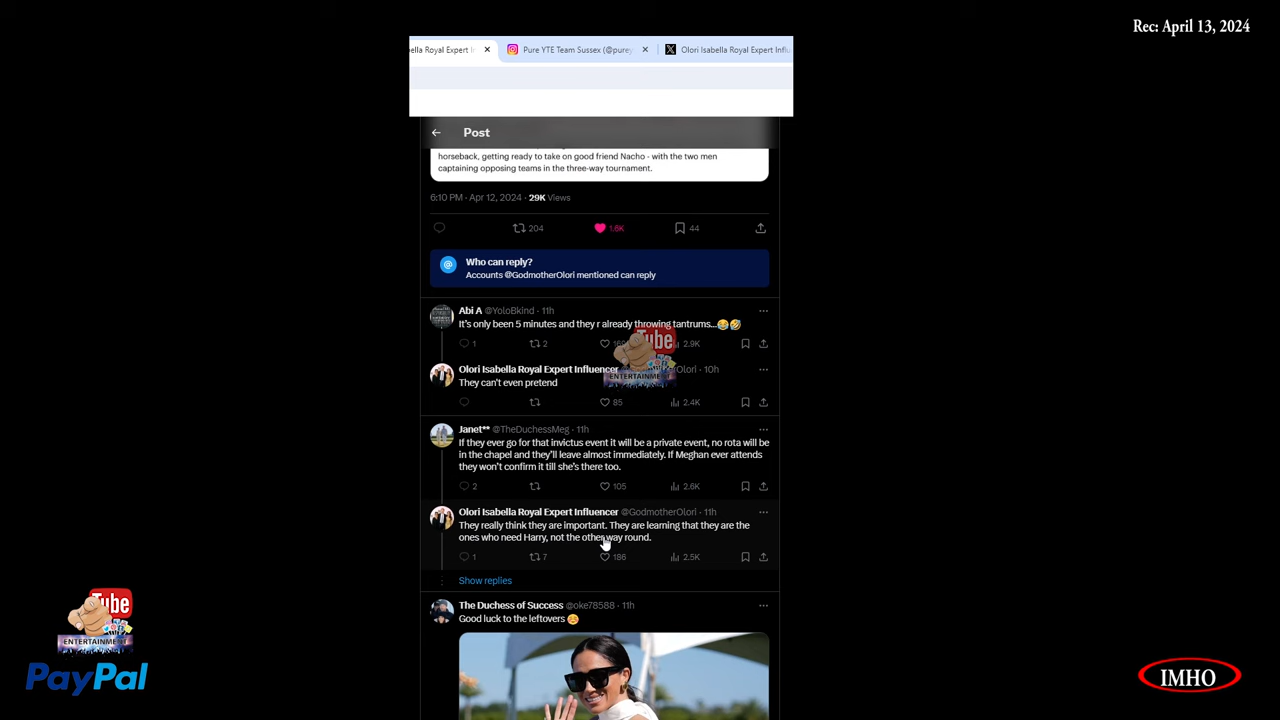 Rec: April 13, 2024
ella Royal Expert
Pure YTE Team Sussex (@purey
Olori Isabella Royal Expert Influ
Post
horseback, getting ready to take on good friend Nacho - with the two men
captaining opposing teams in the three-way tournament.
6:10 PM · Apr 12, 2024 · 29K Views
204
1.6K
44
Who can reply?
Accounts @GodmotherOlori mentioned can reply
Abi A @YoloBkind · 11h
It's only been 5 minutes and they r already throwing tantrums...😂🤣
1
2
2.9K
Olori Isabella Royal Expert Influencer Olori · 10h
They can't even pretend
85
2.4K
Janet** @TheDuchessMeg · 11h
If they ever go for that invictus event it will be a private event, no rota will be
in the chapel and they'll leave almost immediately. If Meghan ever attends
they won't confirm it till she's there too.
2
105
2.6K
Olori Isabella Royal Expert Influencer @GodmotherOlori · 11h
They really think they are important. They are learning that they are the
ones who need Harry, not the other way round.
1
7
186
2.5K
Show replies
The Duchess of Success @oke78588 · 11h
Good luck to the leftovers
Tube
ENTERTAINMENT
Tube
ENTERTAINMENT
PayPal
IMHO